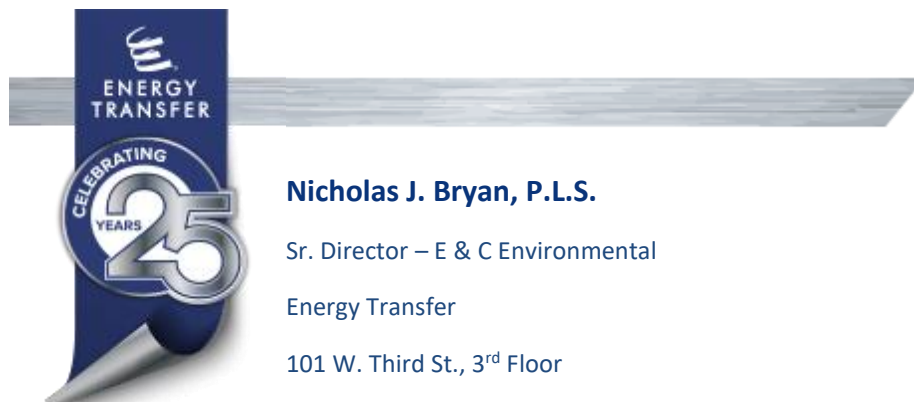 ENERGY
TRANSFER
CELEBRATING
25
YEARS
Nicholas J. Bryan, P.L.S.
Sr. Director – E & C Environmental
Energy Transfer
101 W. Third St., 3rd Floor